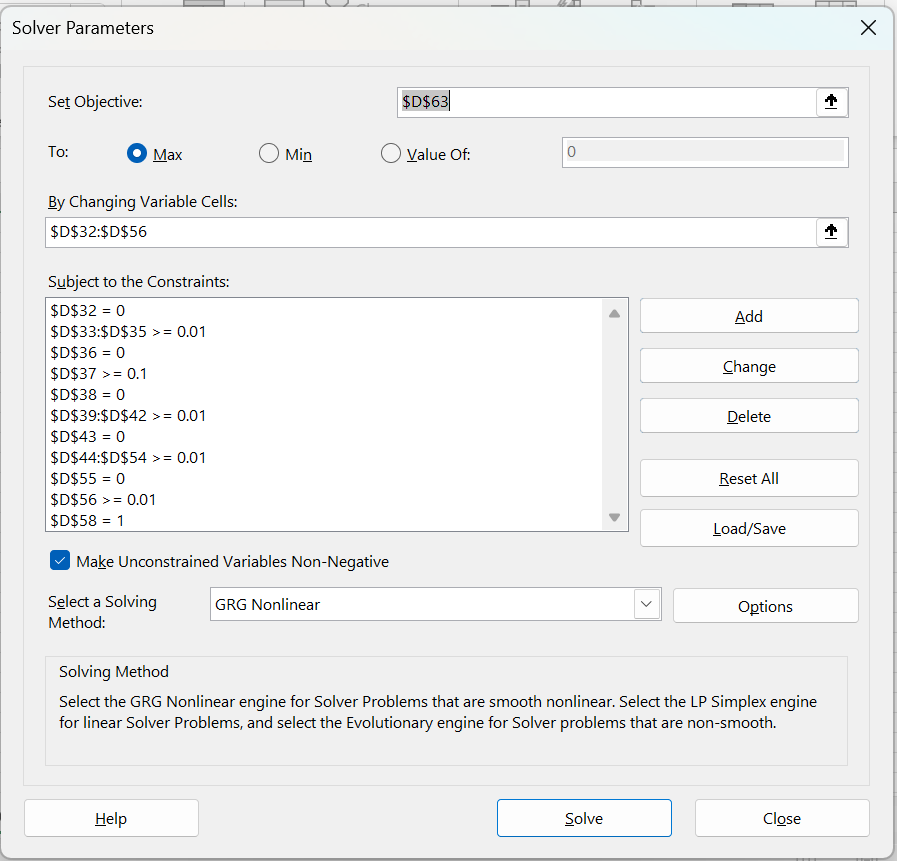 Solver Parameters
Set Objective: $D$63
To: Max Min Value Of: 0
By Changing Variable Cells:
$D$32:$D$56
Subject to the Constraints:
$D$32 = 0
$D$33:$D$35 >= 0.01
$D$36 = 0
$D$37 >= 0.1
$D$38 = 0
$D$39:$D$42 >= 0.01
$D$43 = 0
$D$44:$D$54 >= 0.01
$D$55 = 0
$D$56 >= 0.01
$D$58 = 1
Add
Change
Delete
Reset All
Load/Save
Make Unconstrained Variables Non-Negative
Select a Solving
Method:
GRG Nonlinear
Options
Solving Method
Select the GRG Nonlinear engine for Solver Problems that are smooth nonlinear. Select the LP Simplex engine
for linear Solver Problems, and select the Evolutionary engine for Solver problems that are non-smooth.
Help Solve Close